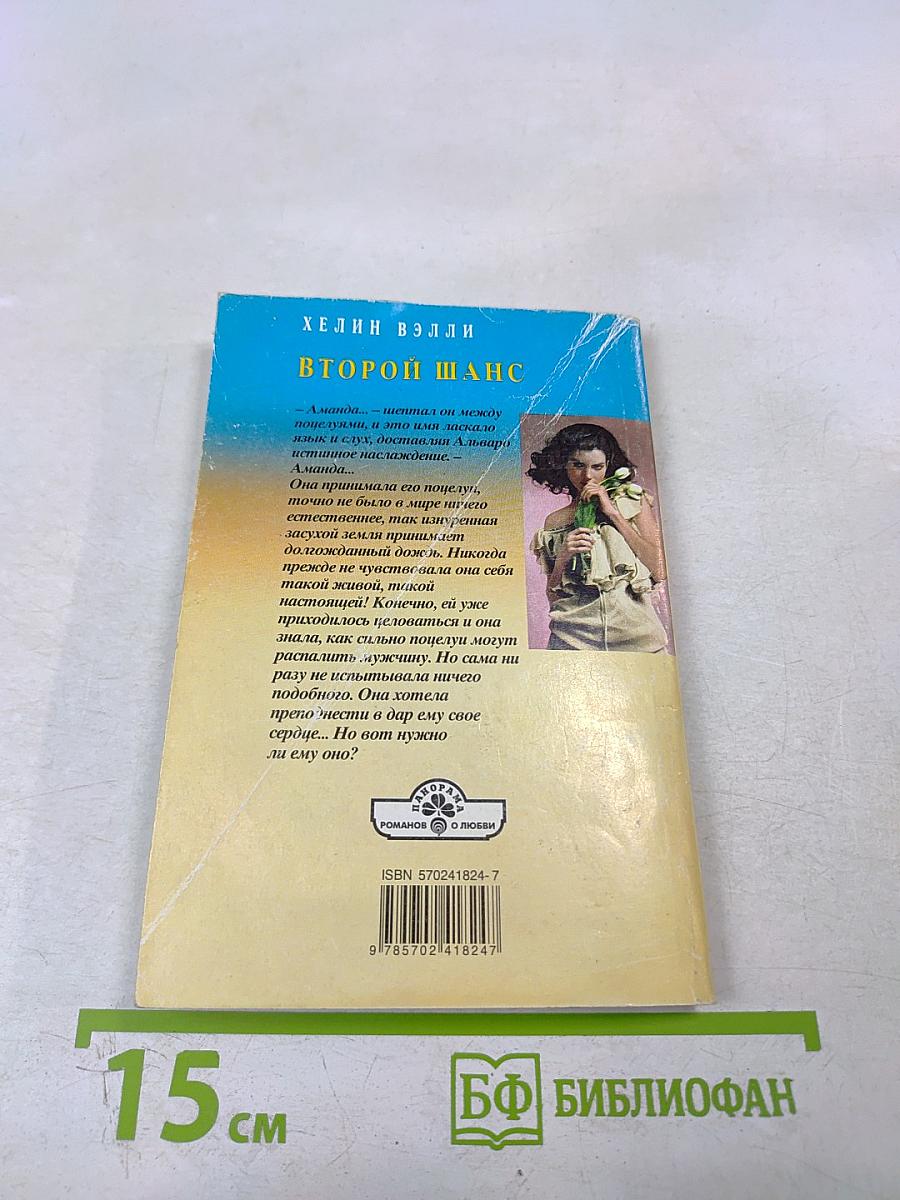 ХЕЛИН ВЭЛЛИ
ВТОРОЙ ШАНС
– Аманда... – шептал он между
поцелуями, и это имя ласкало
язык и слух, доставляя Альваро
истинное наслаждение. –
Аманда...
Она принимала его поцелуи,
точно не было в мире ничего
естественнее, так изнуренная
засухой земля принимает
долгожданный дождь. Никогда
прежде не чувствовала она себя
такой живой, такой
настоящей! Конечно, ей уже
приходилось целоваться и она
знала, как сильно поцелуи могут
распалить мужчину. Но сама ни
разу не испытывала ничего
подобного. Она хотела
преподнести в дар ему свое
сердце... Но вот нужно
ли ему оно?
ПАНОРАМА
РОМАНОВ О ЛЮБВИ
ISBN 570241824-7
9 785702 418247
15 см
БФ БИБЛИОФАН